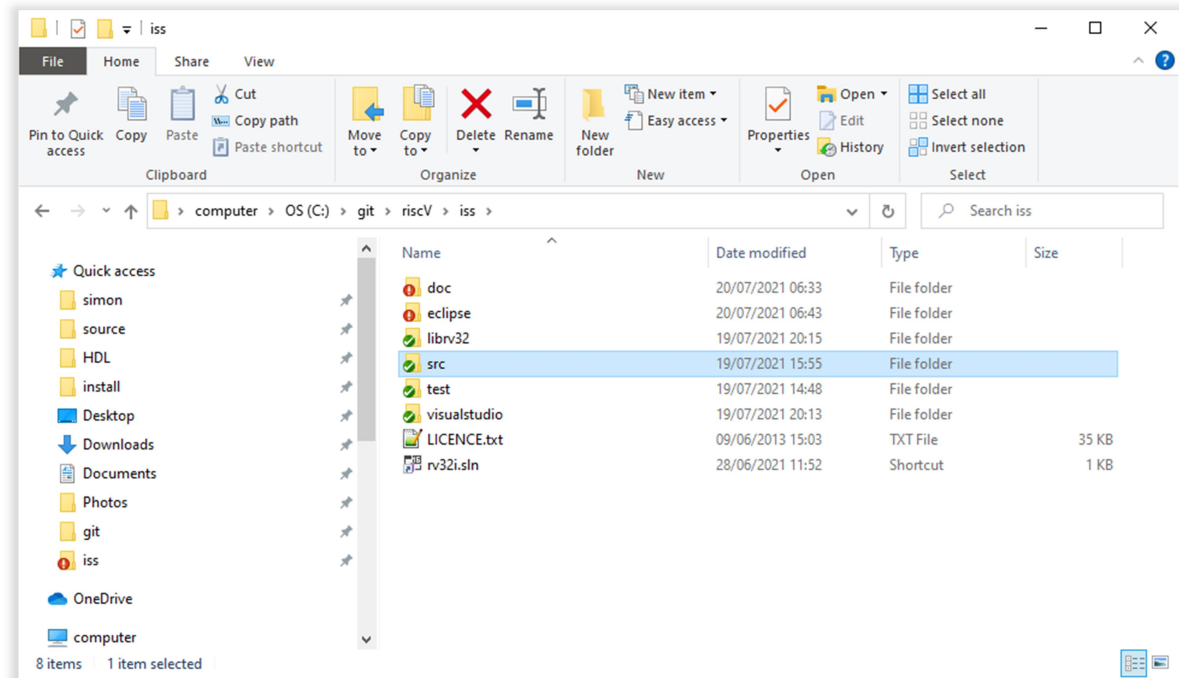 iss
File Home Share View
Pin to Quick access
Copy
Paste
Cut
Copy path
Paste shortcut
Clipboard
Move to
Copy to
Delete
Rename
Organize
New folder
New item
Easy access
New
Properties
Open
Edit
History
Open
Select all
Select none
Invert selection
Select
computer > OS (C:) > git > riscV > iss >
Search iss
Quick access
simon
source
HDL
install
Desktop
Downloads
Documents
Photos
git
iss
OneDrive
computer
Name Date modified Type Size
doc 20/07/2021 06:33 File folder
eclipse 20/07/2021 06:43 File folder
librv32 19/07/2021 20:15 File folder
src 19/07/2021 15:55 File folder
test 19/07/2021 14:48 File folder
visualstudio 19/07/2021 20:13 File folder
LICENCE.txt 09/06/2013 15:03 TXT File 35 KB
rv32i.sln 28/06/2021 11:52 Shortcut 1 KB
8 items 1 item selected